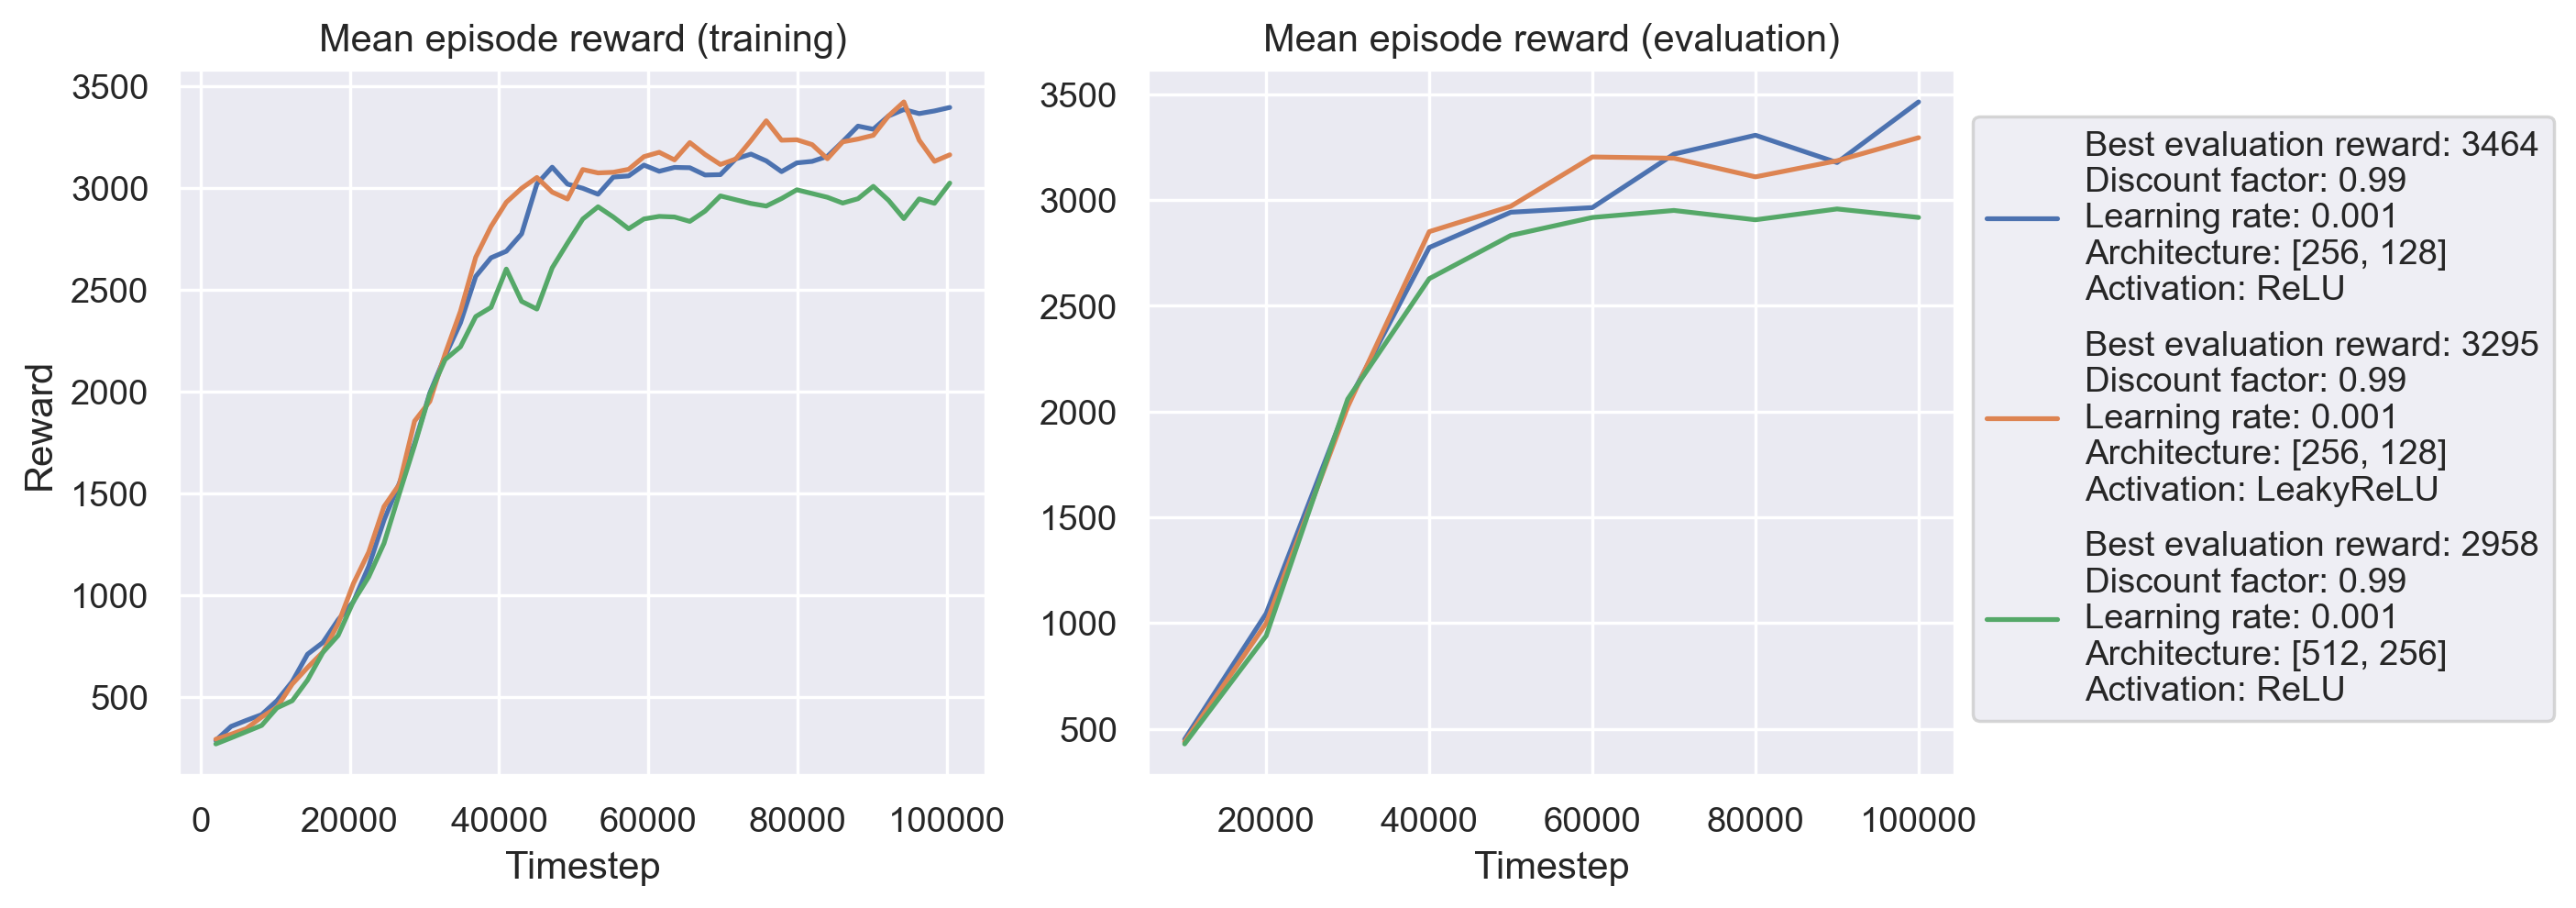 Mean episode reward (training)
3500
3000
2500
2000
1500
1000
500
Reward
0
20000
40000
60000
80000
100000
Timestep
Mean episode reward (evaluation)
3500
3000
2500
2000
1500
1000
500
20000
40000
60000
80000
100000
Timestep
Best evaluation reward: 3464
Discount factor: 0.99
Learning rate: 0.001
Architecture: [256, 128]
Activation: ReLU
Best evaluation reward: 3295
Discount factor: 0.99
Learning rate: 0.001
Architecture: [256, 128]
Activation: LeakyReLU
Best evaluation reward: 2958
Discount factor: 0.99
Learning rate: 0.001
Architecture: [512, 256]
Activation: ReLU